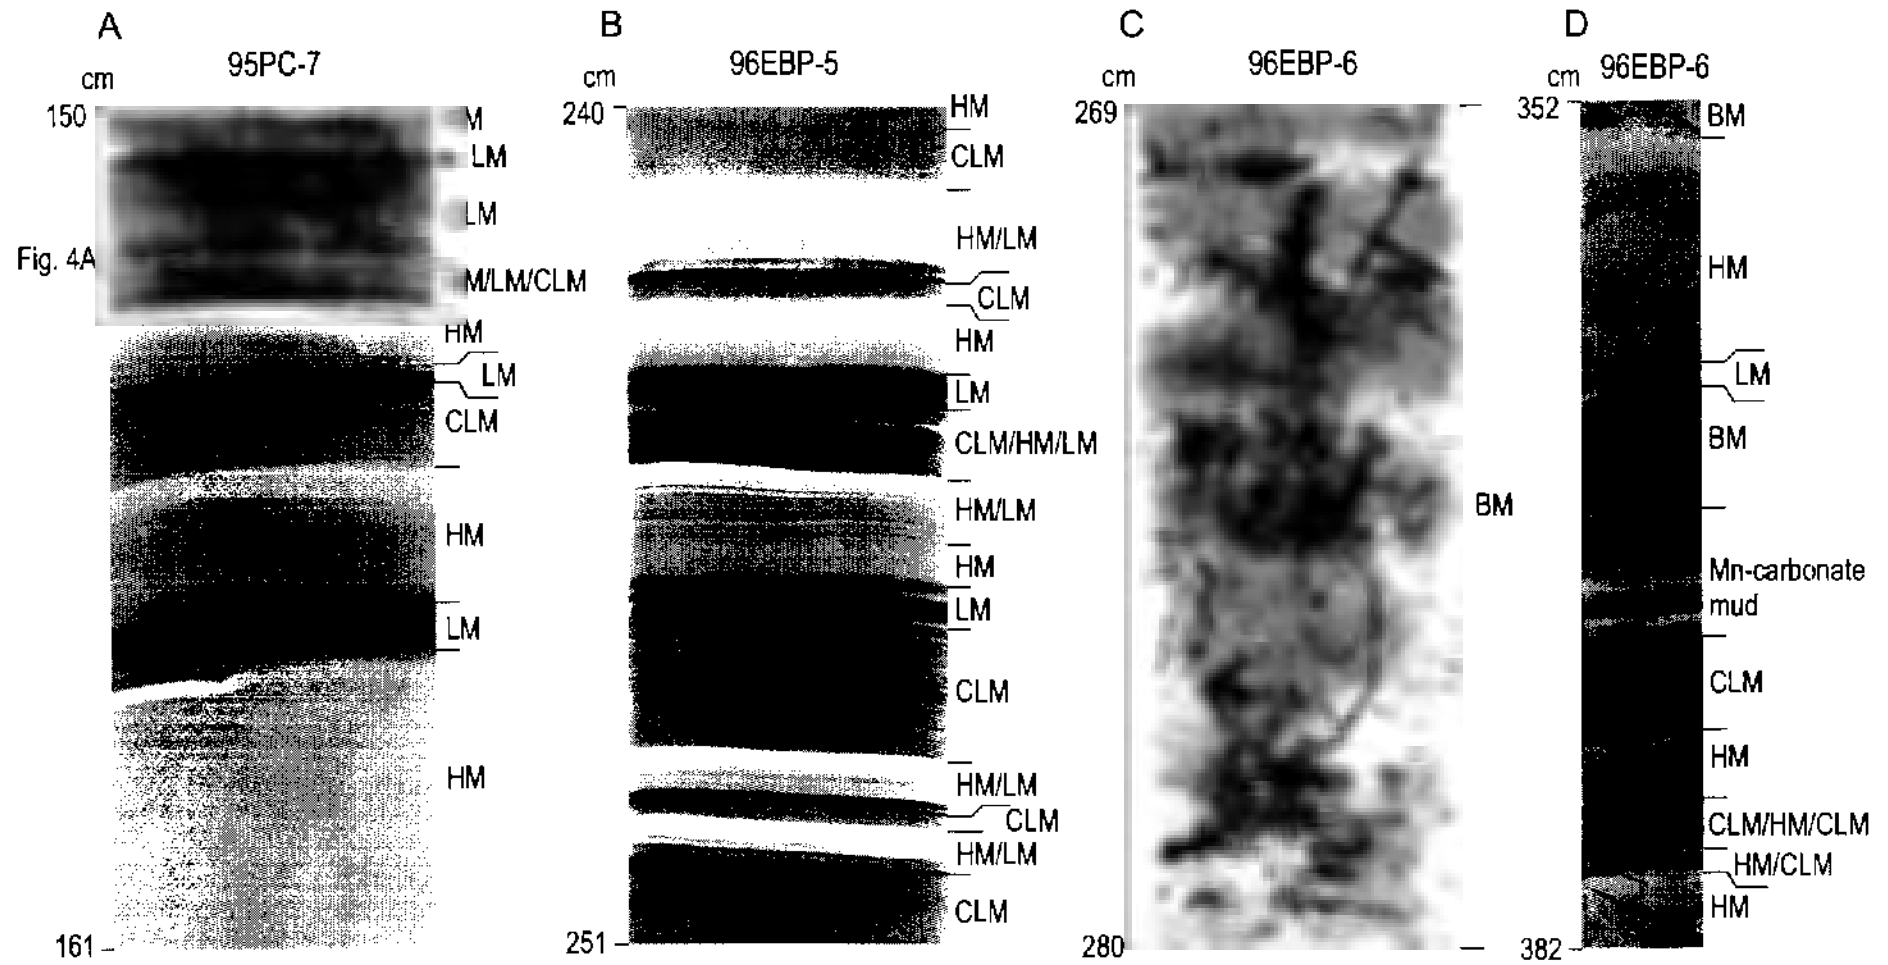 A
95PC-7
cm
150
M
LM
LM
Fig. 4A
M/LM/CLM
HM
LM
CLM
HM
LM
HM
161
B
96EBP-5
cm
240
HM
CLM
HM/LM
CLM
HM
LM
CLM/HM/LM
HM/LM
HM
LM
CLM
HM/LM
CLM
HM/LM
CLM
251
C
96EBP-6
cm
269
BM
280
D
96EBP-6
cm
352
BM
HM
LM
BM
Mn-carbonate
mud
CLM
HM
CLM/HM/CLM
HM/CLM
HM
382